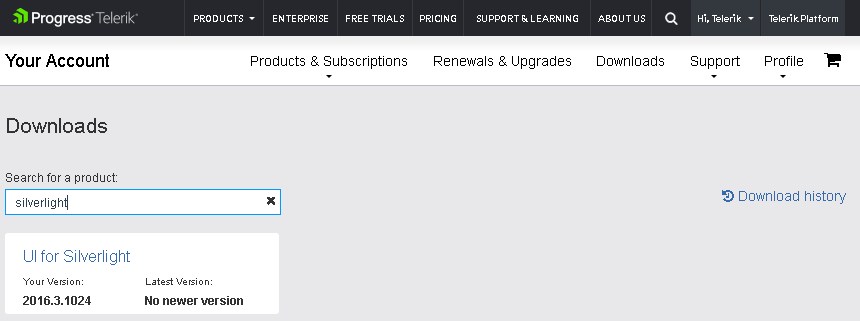 Progress Telerik PRODUCTS ENTERPRISE FREE TRIALS PRICING SUPPORT & LEARNING ABOUT US Hi, Telerik Telerik Platform
Your Account Products & Subscriptions Renewals & Upgrades Downloads Support Profile
Downloads
Search for a product:
silverlight
Download history
UI for Silverlight
Your Version: Latest Version:
2016.3.1024 No newer version